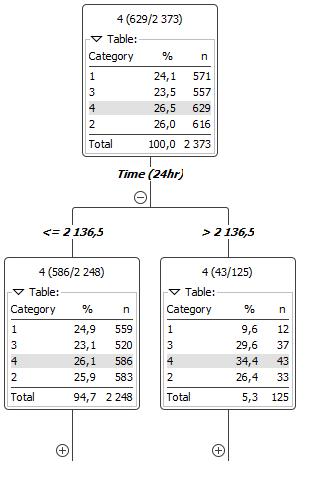 4 (629/2 373)
Table:
Category % n
1 24,1 571
3 23,5 557
4 26,5 629
2 26,0 616
Total 100,0 2 373
Time (24hr)
<= 2 136,5
> 2 136,5
4 (586/2 248)
Table:
Category % n
1 24,9 559
3 23,1 520
4 26,1 586
2 25,9 583
Total 94,7 2 248
4 (43/125)
Table:
Category % n
1 9,6 12
3 29,6 37
4 34,4 43
2 26,4 33
Total 5,3 125